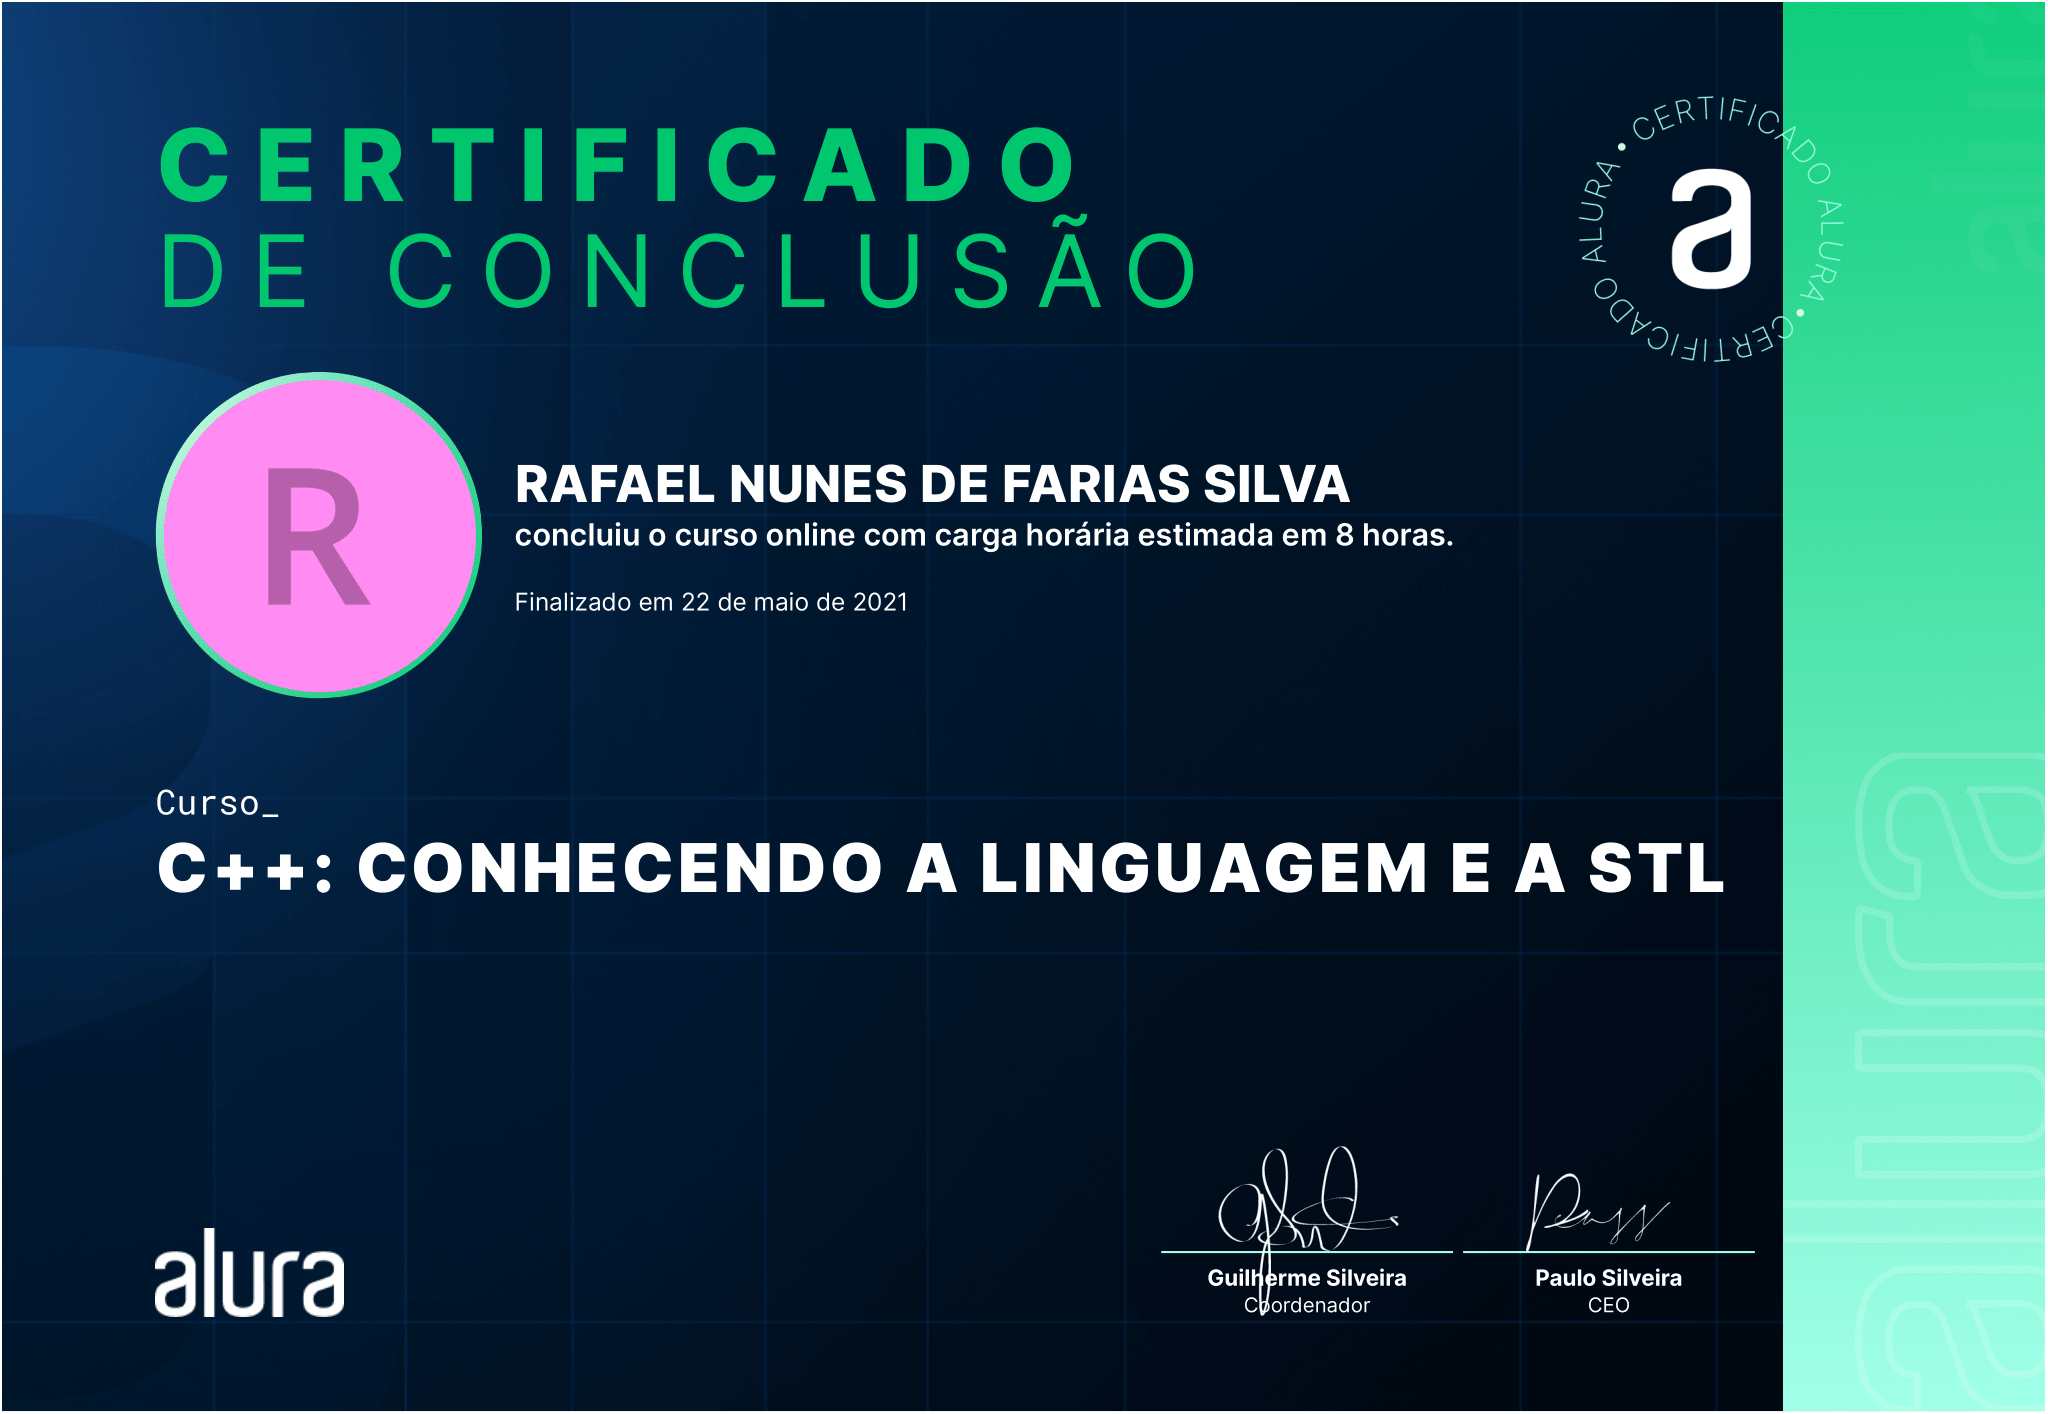 CERTIFICADO
DE CONCLUSÃO
CERTIFICADO ALURA • CERTIFICADO ALURA •
a
R
RAFAEL NUNES DE FARIAS SILVA
concluiu o curso online com carga horária estimada em 8 horas.
Finalizado em 22 de maio de 2021
Curso_
C++: CONHECENDO A LINGUAGEM E A STL
alura
Guilherme Silveira
Coordenador
Paulo Silveira
CEO
alura
alura